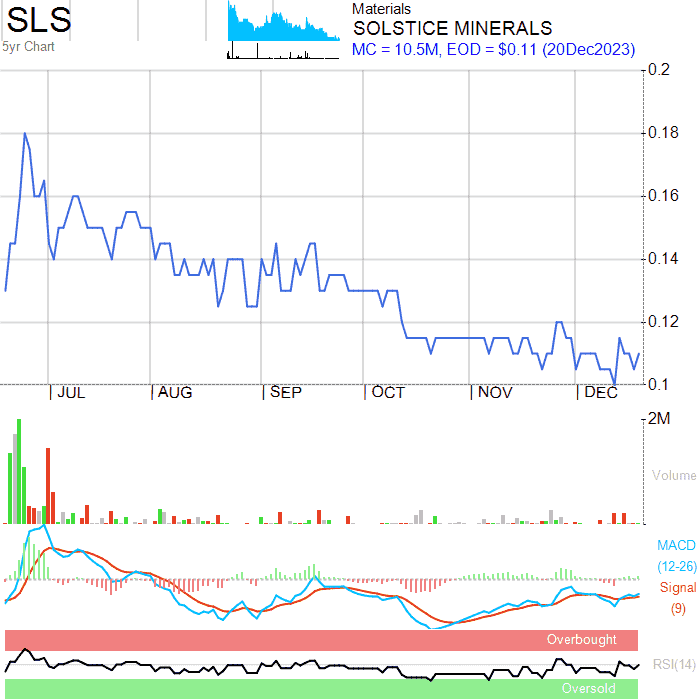 SLS
5yr Chart
Materials
SOLSTICE MINERALS
MC = 10.5M, EOD = $0.11 (20Dec2023)
0.2
0.18
0.16
0.14
0.12
0.1
JUL AUG SEP OCT NOV DEC
2M
Volume
MACD
(12-26)
Signal
(9)
Overbought
RSI(14)
Oversold